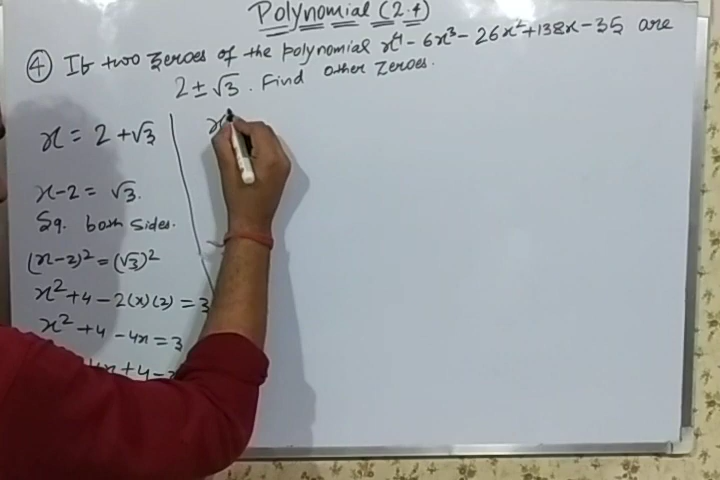 Polynomial (2.4)
④ If two zeroes of the polynomial x⁴ - 6x³ - 26x² + 138x - 35 are
2 ± √3. Find other zeroes.
x = 2 + √3
x - 2 = √3.
Sq. both sides.
(x - 2)² = (√3)²
x² + 4 - 2(x)(2) = 3
x² + 4 - 4x = 3
4x + 4 -
x